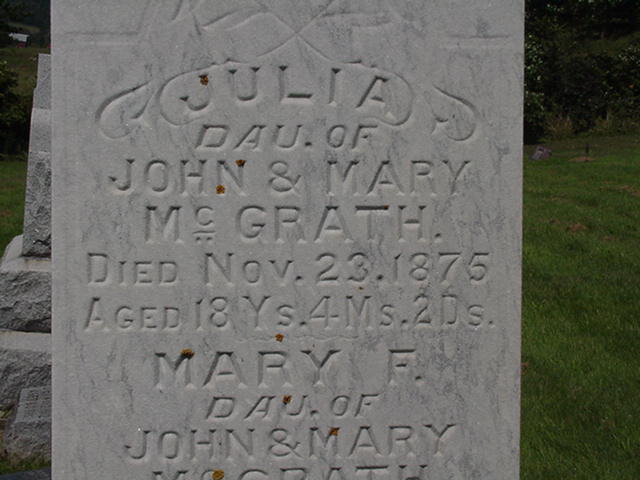 JULIA
DAU. OF
JOHN & MARY
McGRATH.
DIED NOV. 23. 1875
AGED 18 Ys. 4 Ms. 2 Ds.
MARY F.
DAU. OF
JOHN & MARY
McGRATH